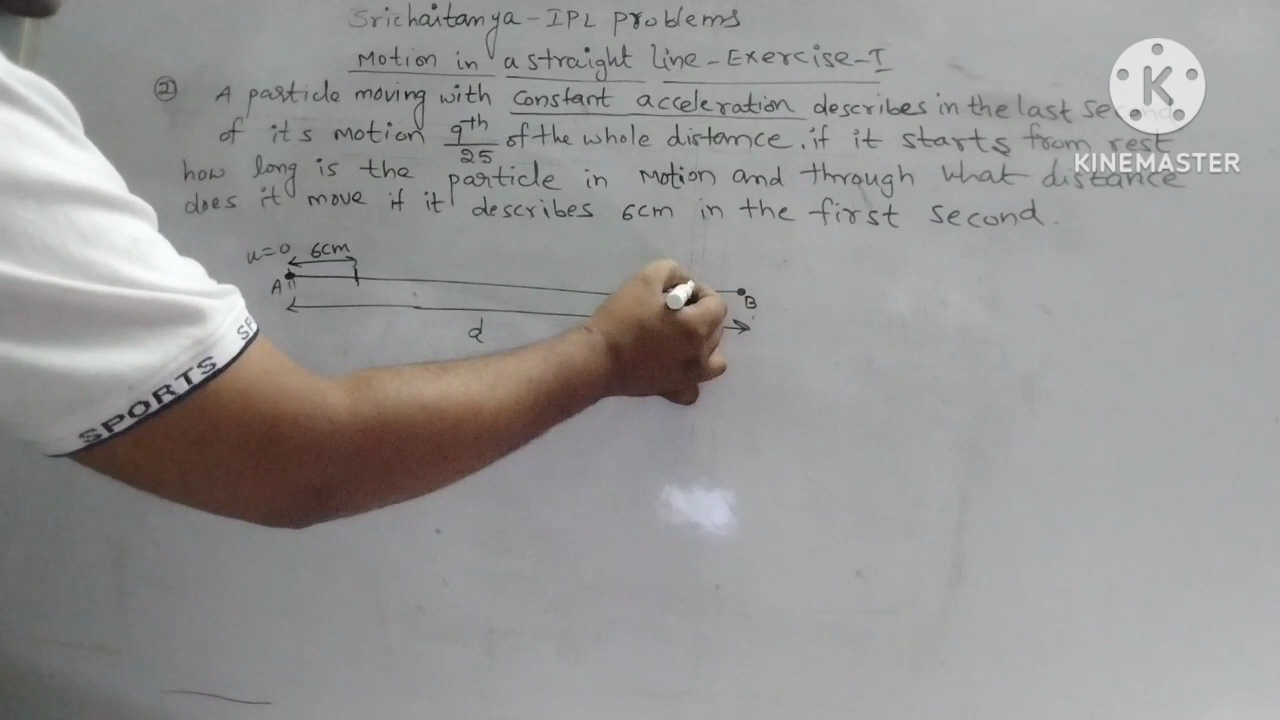 Srichaitanya - IPL problems
Motion in a straight line - Exercise-I
② A particle moving with constant acceleration describes in the last second
of its motion 9th/25 of the whole distance. if it starts from rest
how long is the particle in motion and through what distance
does it move if it describes 6cm in the first second.
u=0 6cm
A B
d
SPORTS SP
K
KINEMASTER